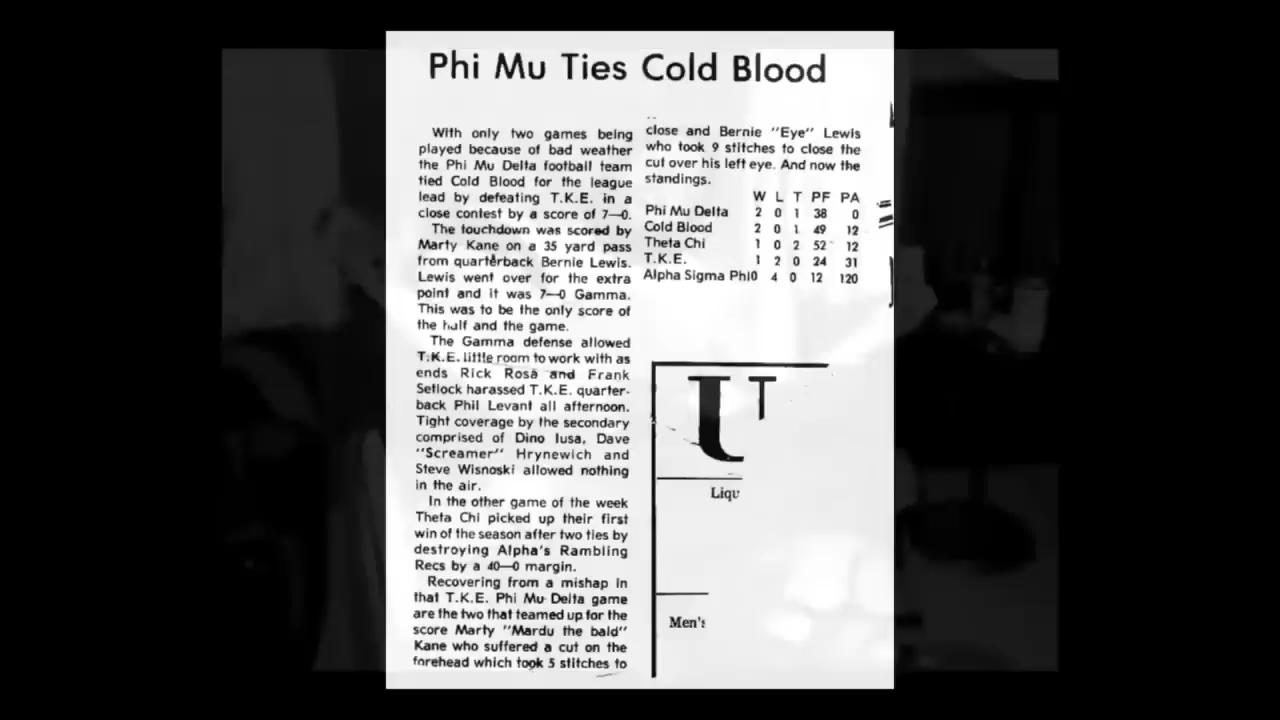 Phi Mu Ties Cold Blood
With only two games being
played because of bad weather
the Phi Mu Delta football team
tied Cold Blood for the league
lead by defeating T.K.E. in a
close contest by a score of 7—0.
The touchdown was scored by
Marty Kane on a 35 yard pass
from quarterback Bernie Lewis.
Lewis went over for the extra
point and it was 7—0 Gamma.
This was to be the only score of
the half and the game.
The Gamma defense allowed
T.K.E. little room to work with as
ends Rick Rosa and Frank
Setlock harassed T.K.E. quarter-
back Phil Levant all afternoon.
Tight coverage by the secondary
comprised of Dino Iusa, Dave
"Screamer" Hrynewich and
Steve Wisnoski allowed nothing
in the air.
In the other game of the week
Theta Chi picked up their first
win of the season after two ties by
destroying Alpha's Rambling
Recs by a 40—0 margin.
Recovering from a mishap in
that T.K.E. Phi Mu Delta game
are the two that teamed up for the
score Marty "Mardu the bald"
Kane who suffered a cut on the
forehead which took 5 stitches to
close and Bernie "Eye" Lewis
who took 9 stitches to close the
cut over his left eye. And now the
standings.
W L T PF PA
Phi Mu Delta 2 0 1 38 0
Cold Blood 2 0 1 49 12
Theta Chi 1 0 2 52 12
T.K.E. 1 2 0 24 31
Alpha Sigma Phi 0 4 0 12 120
U T
Liqu
Men's